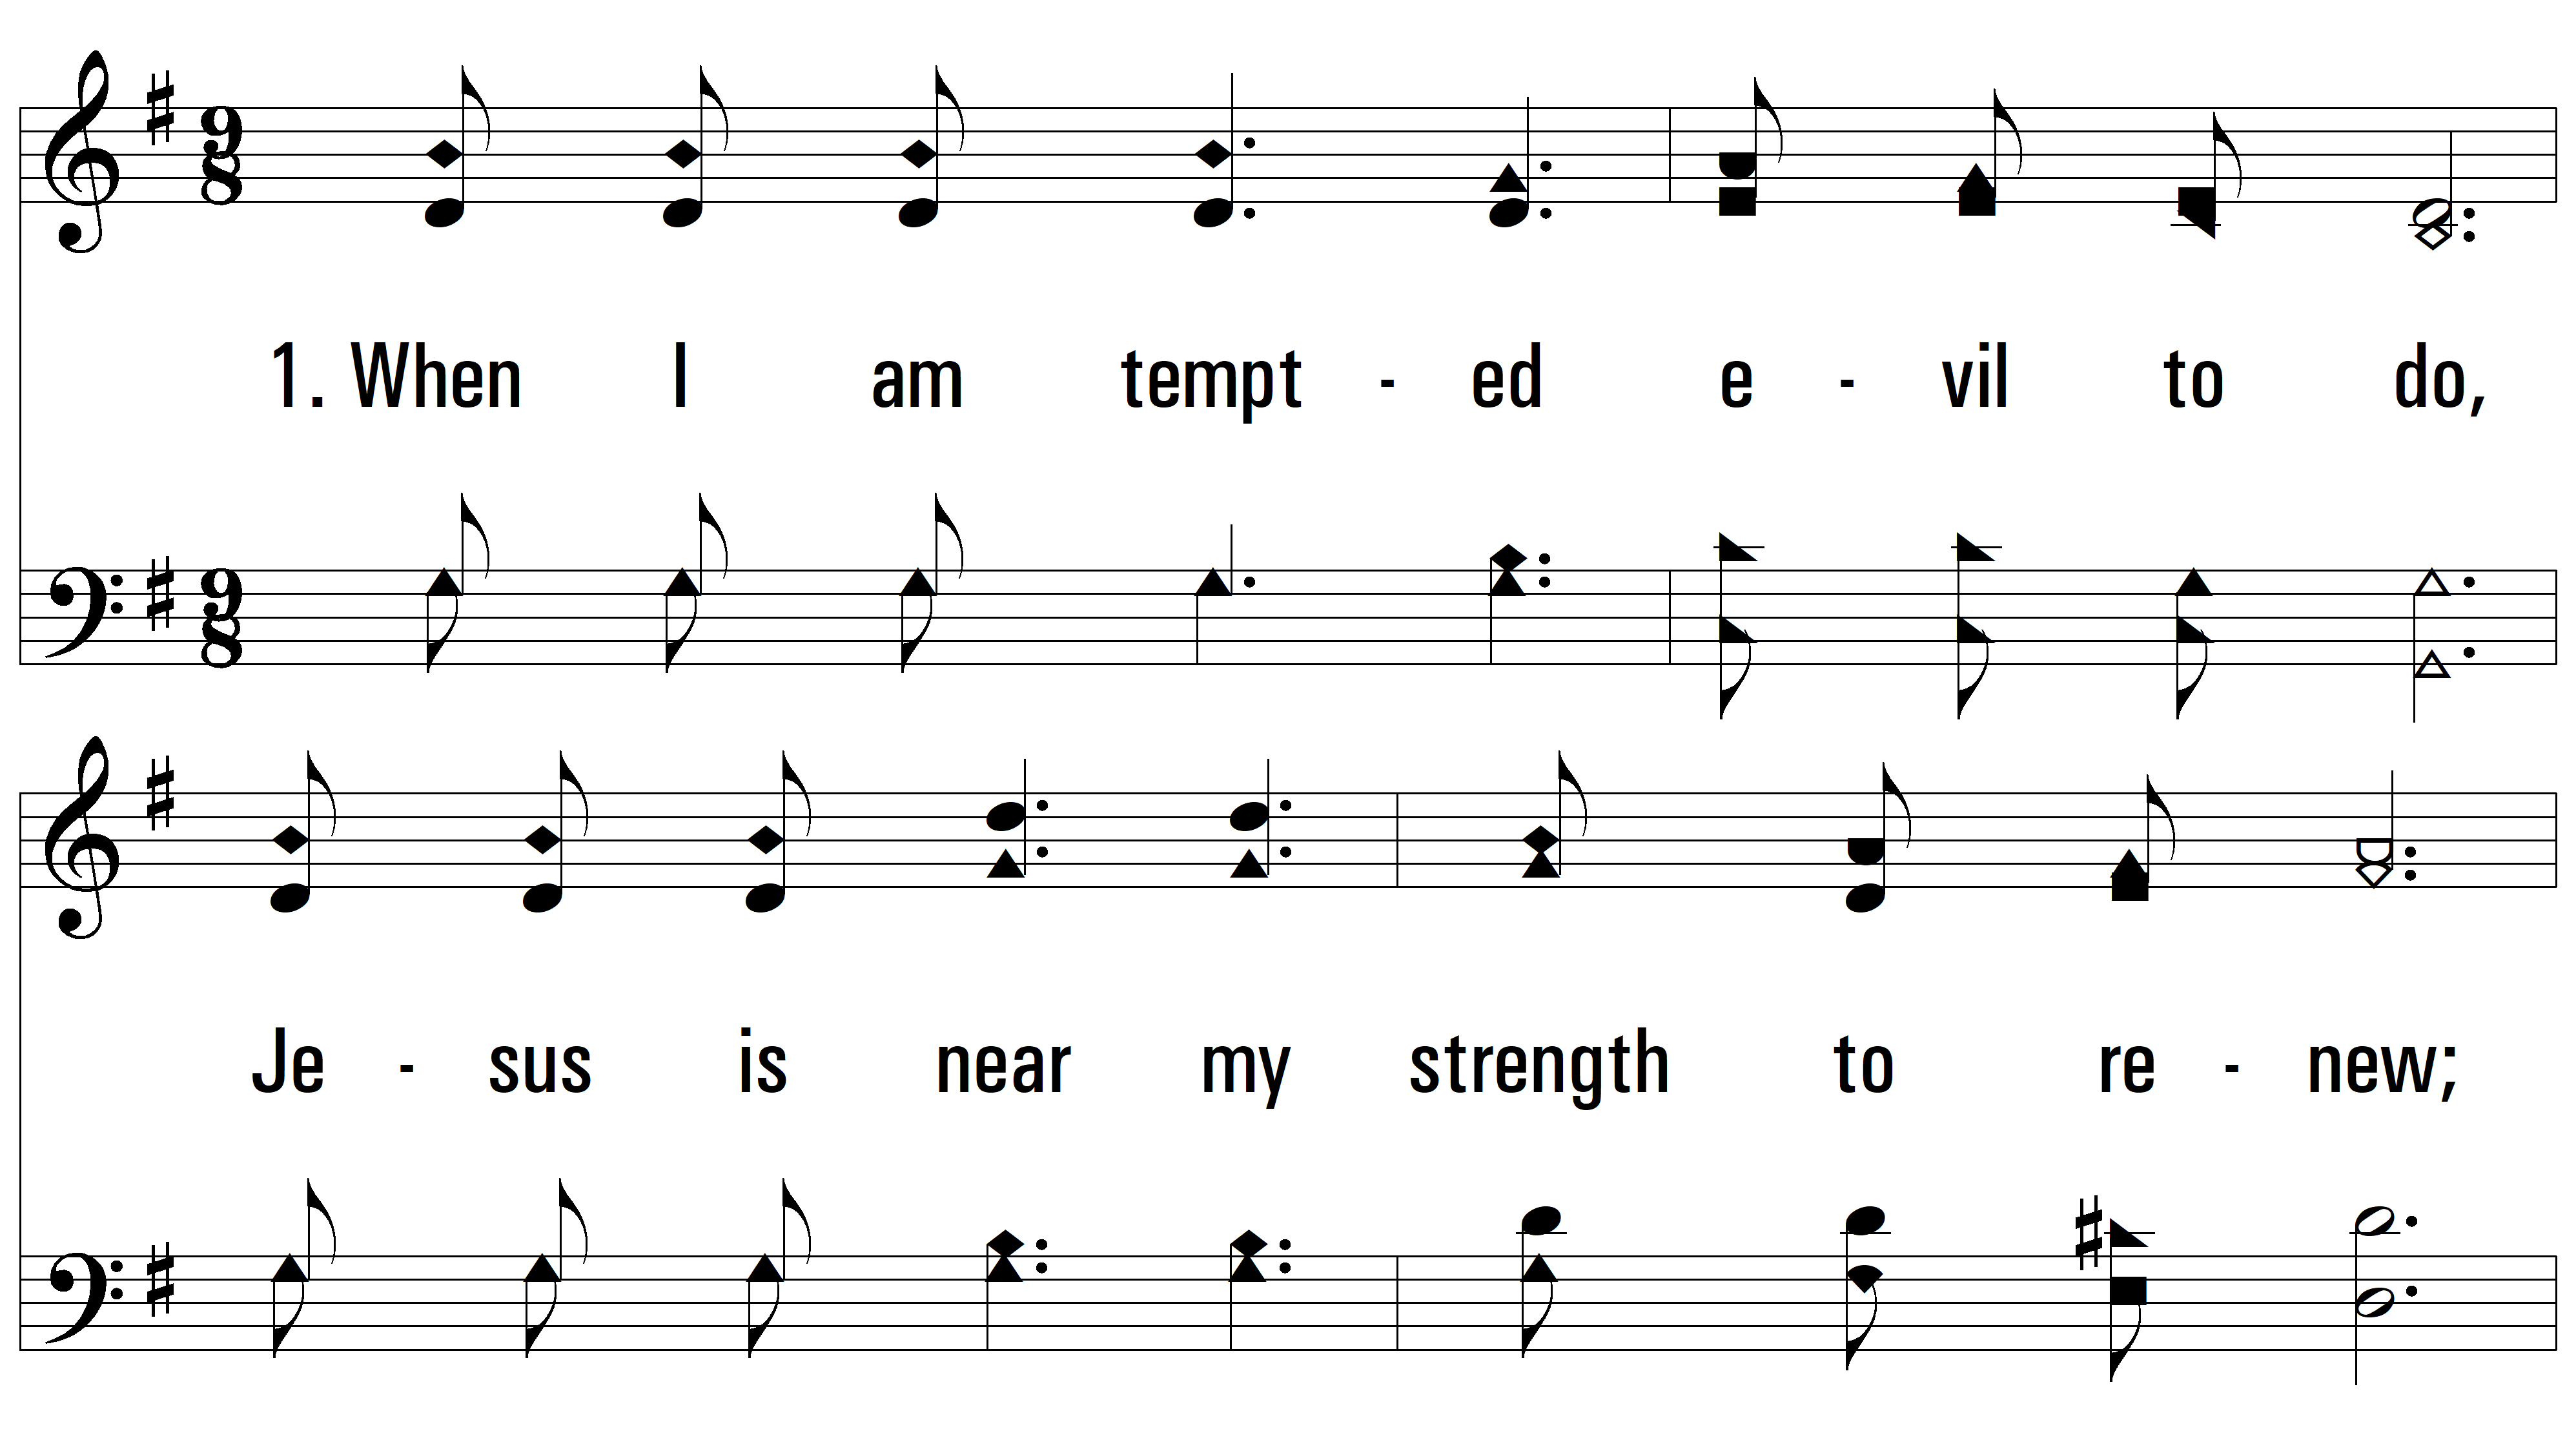 1. When I am tempt - ed e - vil to do,
Je - sus is near my strength to re - new;